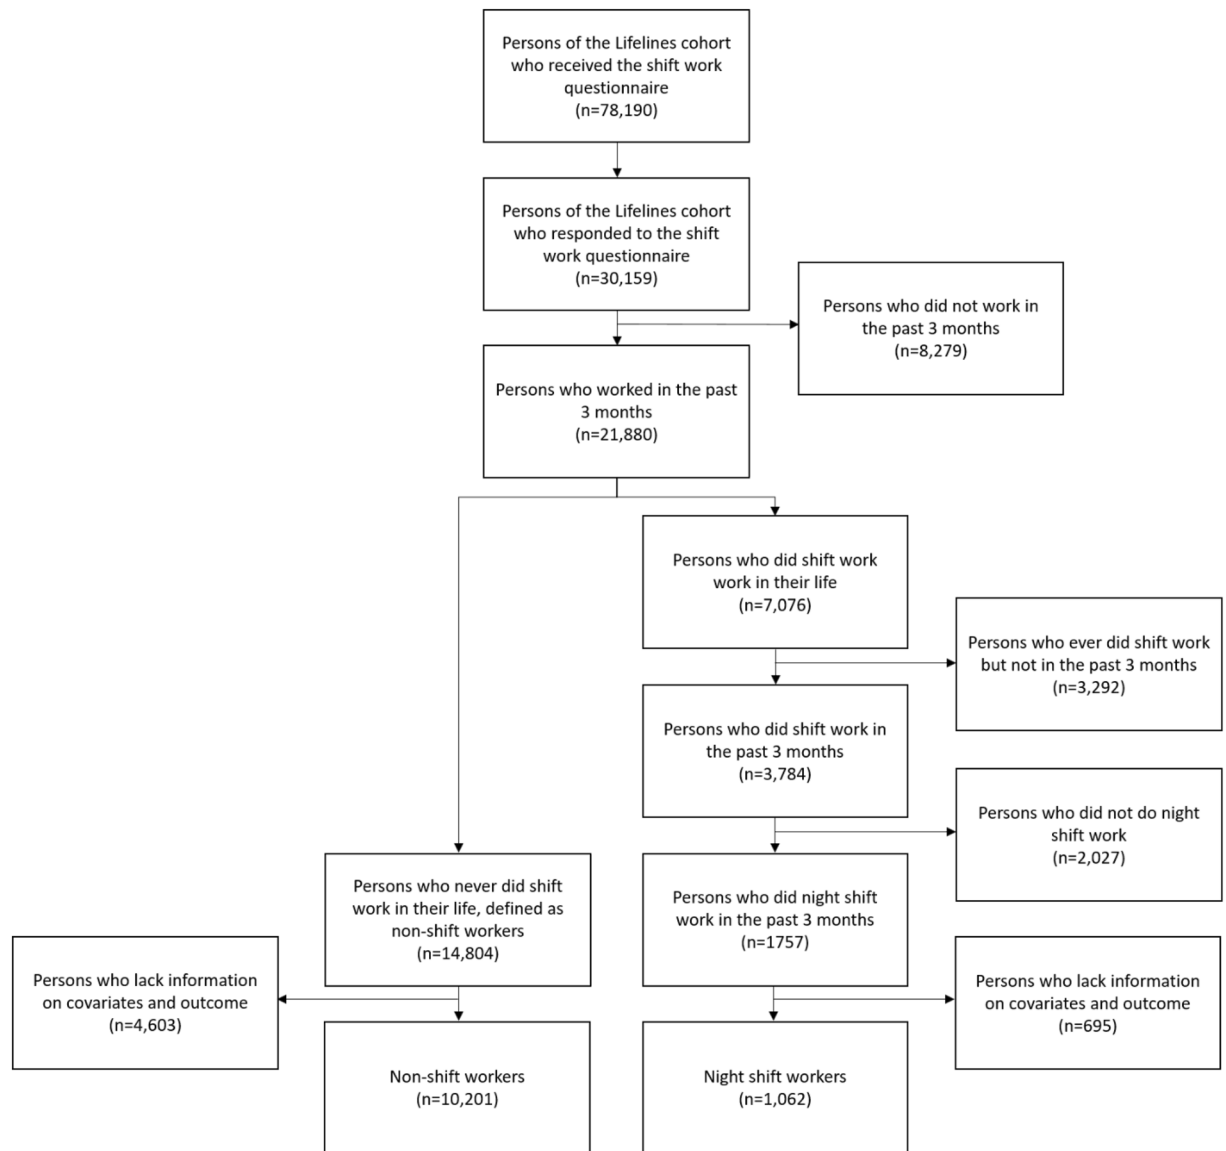 Persons of the Lifelines cohort
who received the shift work
questionnaire
(n=78,190)
Persons of the Lifelines cohort
who responded to the shift
work questionnaire
(n=30,159)
Persons who did not work in
the past 3 months
(n=8,279)
Persons who worked in the past
3 months
(n=21,880)
Persons who did shift work
work in their life
(n=7,076)
Persons who ever did shift work
but not in the past 3 months
(n=3,292)
Persons who did shift work in
the past 3 months
(n=3,784)
Persons who did not do night
shift work
(n=2,027)
Persons who never did shift
work in their life, defined as
non-shift workers
(n=14,804)
Persons who did night shift
work in the past 3 months
(n=1757)
Persons who lack information
on covariates and outcome
(n=4,603)
Persons who lack information
on covariates and outcome
(n=695)
Non-shift workers
(n=10,201)
Night shift workers
(n=1,062)